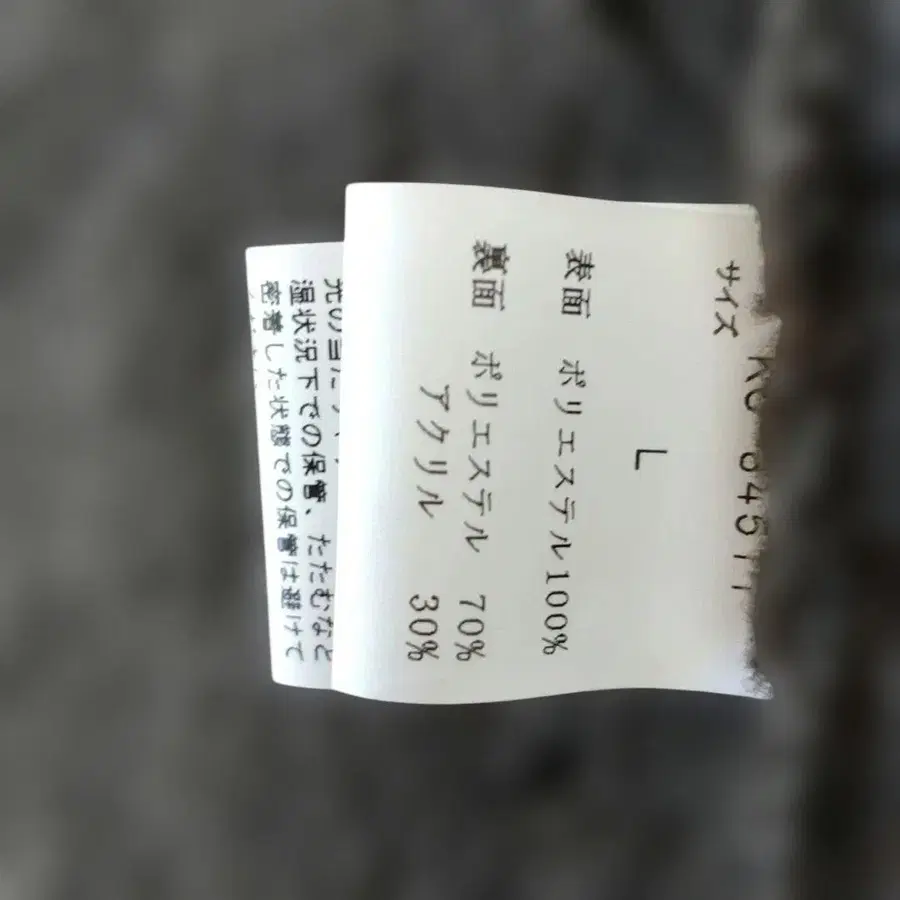 サイズ
L
表面 ポリエステル100%
裏面 ポリエステル 70%
アクリル 30%
湿状況下での保管、たたむなど
密着した状態での保管は避けて